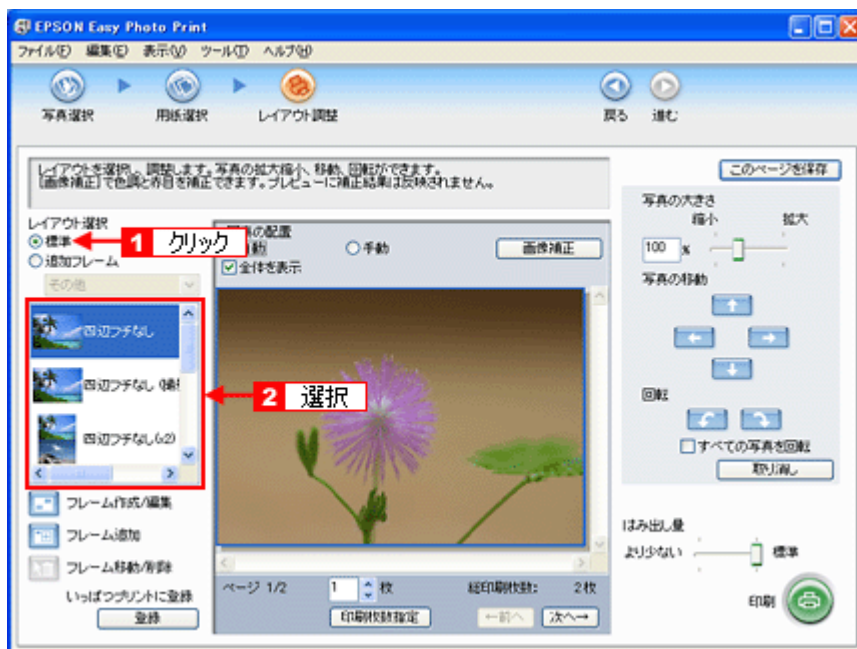 EPSON Easy Photo Print
ファイル(F) 編集(E) 表示(V) ツール(T) ヘルプ(H)
写真選択 用紙選択 レイアウト調整 戻る 進む
レイアウトを選択し、調整します。写真の拡大縮小、移動、回転ができます。
[画像補正]で色調と赤目を補正できます。プレビューに補正結果は反映されません。
このページを保存
レイアウト選択
標準
追加フレーム
その他
1 クリック
四辺フチなし
四辺フチなし
四辺フチなし(x2)
2 選択
フレーム作成/編集
フレーム追加
フレーム移動/削除
いっぱつプリントに登録
登録
の配置
手動
画像補正
全体を表示
ページ 1/2
1 枚
総印刷枚数: 2枚
印刷枚数指定
←前へ 次へ→
写真の大きさ
縮小 拡大
100 %
写真の移動
回転
すべての写真を回転
取り消し
はみ出し量
より少ない 標準
印刷